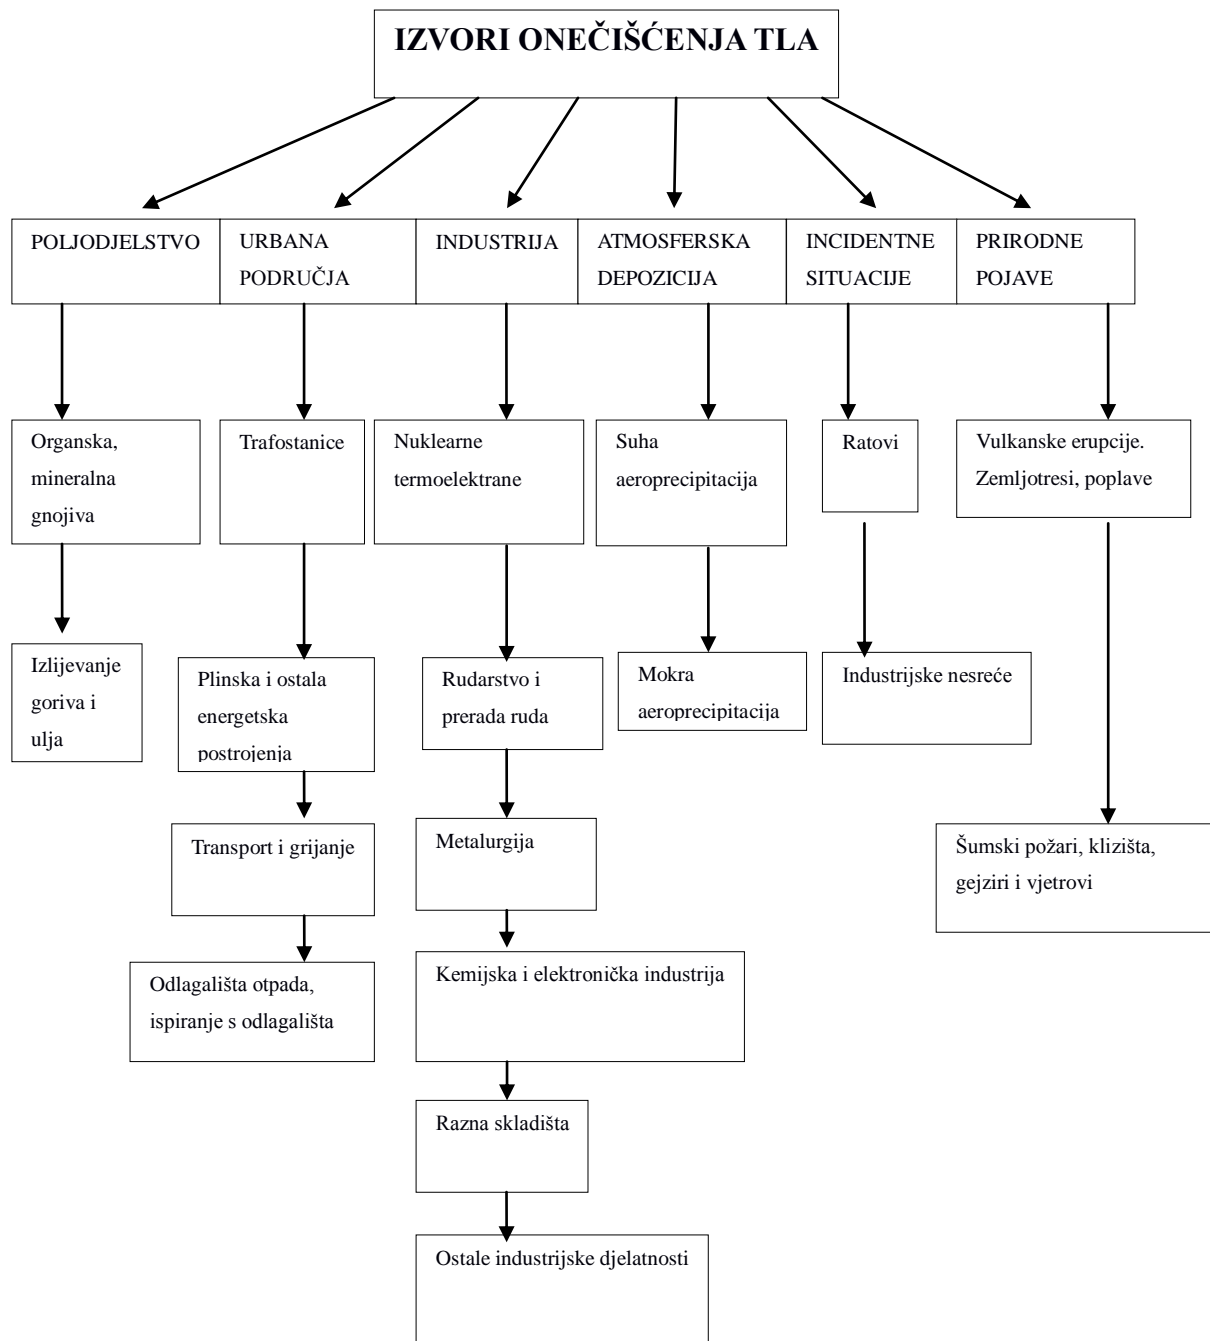 IZVORI ONEČIŠĆENJA TLA
POLJODJELSTVO
URBANA
PODRUČJA
INDUSTRIJA
ATMOSFERSKA
DEPOZICIJA
INCIDENTNE
SITUACIJE
PRIRODNE
POJAVE
Organska,
mineralna
gnojiva
Trafostanice
Nuklearne
termoelektrane
Suha
aeroprecipitacija
Ratovi
Vulkanske erupcije.
Zemljotresi, poplave
Izlijevanje
goriva i
ulja
Plinska i ostala
energetska
postrojenja
Rudarstvo i
prerada ruda
Mokra
aeroprecipitacija
Industrijske nesreće
Transport i grijanje
Metalurgija
Šumski požari, klizišta,
gejziri i vjetrovi
Odlagališta otpada,
ispiranje s odlagališta
Kemijska i elektronička industrija
Razna skladišta
Ostale industrijske djelatnosti